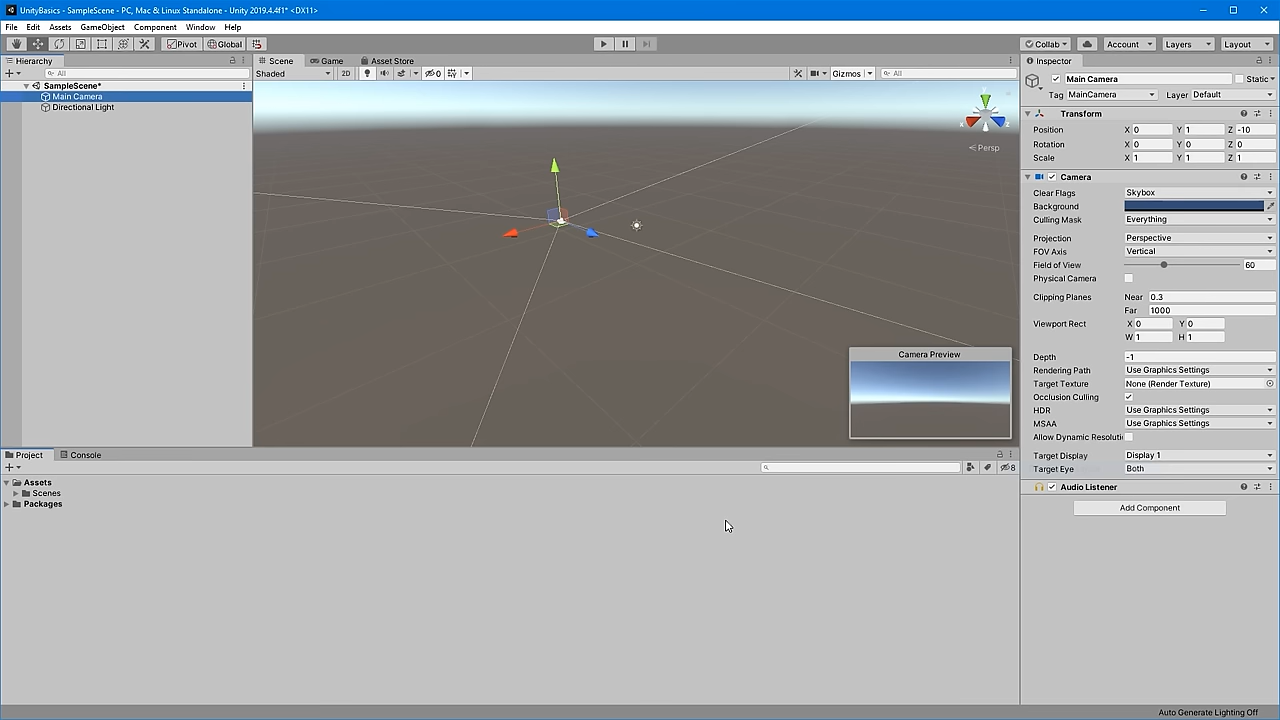 UnityBasics - SampleScene - PC, Mac & Linux Standalone - Unity 2019.4.4f1* <DX11>
File Edit Assets GameObject Component Window Help
Pivot Global Collab Account Layers Layout
Hierarchy
All
SampleScene*
Main Camera
Directional Light
Scene Game Asset Store
Shaded 2D 0 Gizmos All
y
x z
Persp
Camera Preview
Inspector
Main Camera Static
Tag MainCamera Layer Default
Transform
Position X 0 Y 1 Z -10
Rotation X 0 Y 0 Z 0
Scale X 1 Y 1 Z 1
Camera
Clear Flags Skybox
Background
Culling Mask Everything
Projection Perspective
FOV Axis Vertical
Field of View 60
Physical Camera
Clipping Planes Near 0.3
Far 1000
Viewport Rect X 0 Y 0
W 1 H 1
Depth -1
Rendering Path Use Graphics Settings
Target Texture None (Render Texture)
Occlusion Culling
HDR Use Graphics Settings
MSAA Use Graphics Settings
Allow Dynamic Resoluti
Target Display Display 1
Target Eye Both
Audio Listener
Add Component
Project Console
8
Assets
Scenes
Packages
Auto Generate Lighting Off